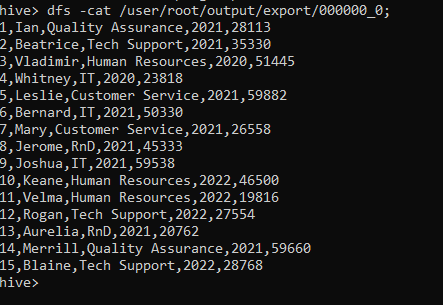 hive> dfs -cat /user/root/output/export/000000_0;
1,Ian,Quality Assurance,2021,28113
2,Beatrice,Tech Support,2021,35330
3,Vladimir,Human Resources,2020,51445
4,Whitney,IT,2020,23818
5,Leslie,Customer Service,2021,59882
6,Bernard,IT,2021,50330
7,Mary,Customer Service,2021,26558
8,Jerome,RnD,2021,45333
9,Joshua,IT,2021,59538
10,Keane,Human Resources,2022,46500
11,Velma,Human Resources,2022,19816
12,Rogan,Tech Support,2022,27554
13,Aurelia,RnD,2021,20762
14,Merrill,Quality Assurance,2021,59660
15,Blaine,Tech Support,2022,28768
hive>